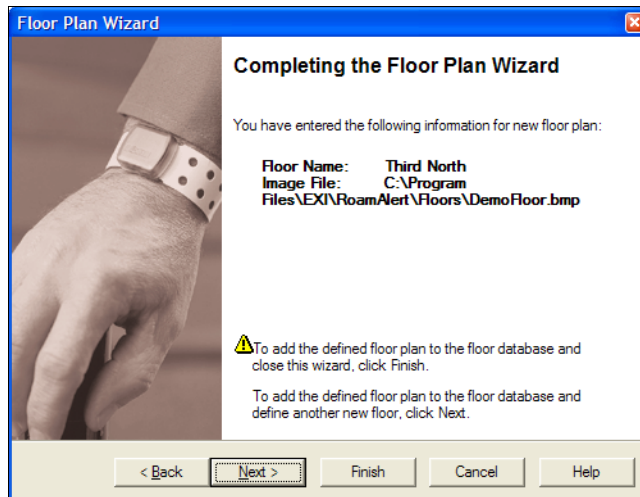 Floor Plan Wizard
Completing the Floor Plan Wizard
You have entered the following information for new floor plan:
Floor Name: Third North
Image File: C:\Program
Files\EXI\RoamAlert\Floors\DemoFloor.bmp
To add the defined floor plan to the floor database and
close this wizard, click Finish.
To add the defined floor plan to the floor database and
define another new floor, click Next.
< Back Next > Finish Cancel Help